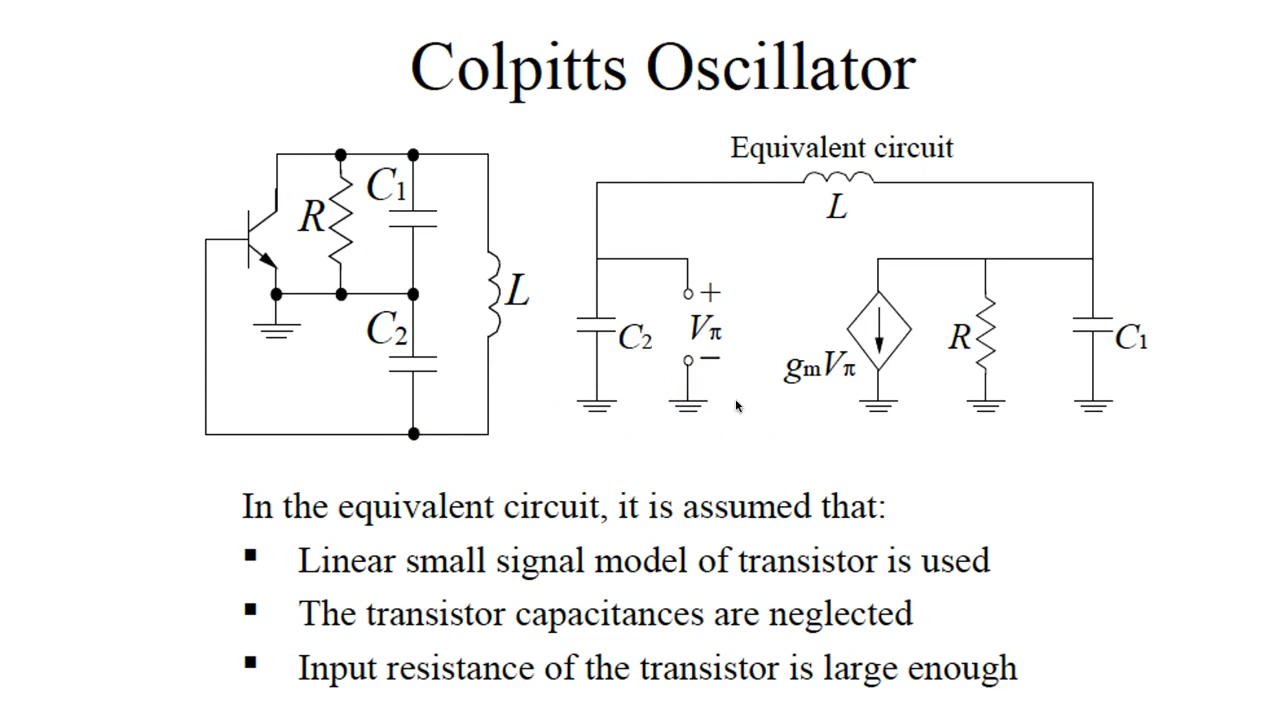 Colpitts Oscillator
Equivalent circuit
C1
R
L
C2
L
C2
+
Vπ
−
gmVπ
R
C1
In the equivalent circuit, it is assumed that:
▪ Linear small signal model of transistor is used
▪ The transistor capacitances are neglected
▪ Input resistance of the transistor is large enough